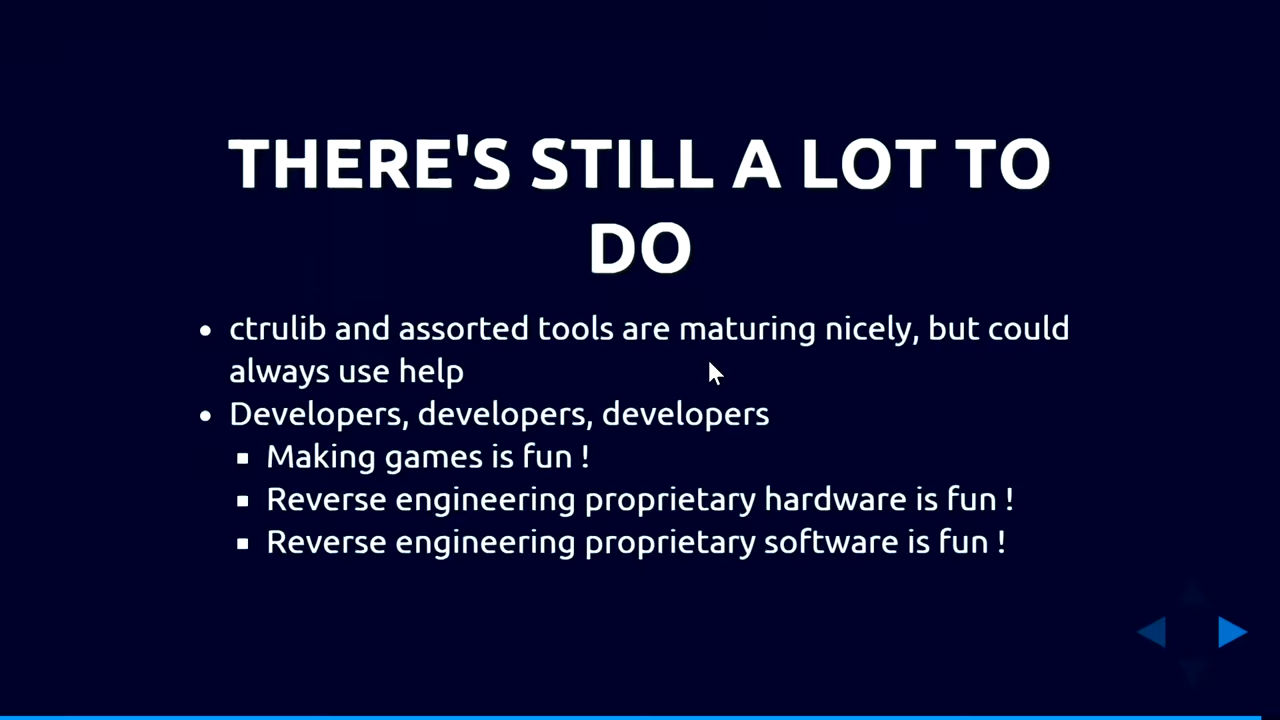 THERE'S STILL A LOT TO
DO
ctrulib and assorted tools are maturing nicely, but could
always use help
Developers, developers, developers
Making games is fun !
Reverse engineering proprietary hardware is fun !
Reverse engineering proprietary software is fun !